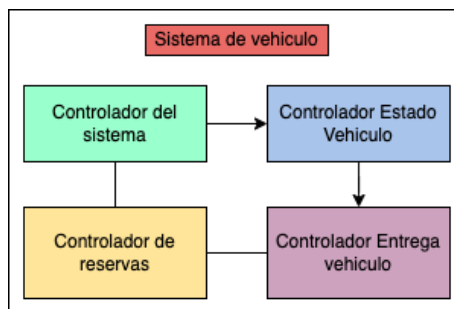 Sistema de vehiculo
Controlador del
sistema
Controlador Estado
Vehiculo
Controlador de
reservas
Controlador Entrega
vehiculo